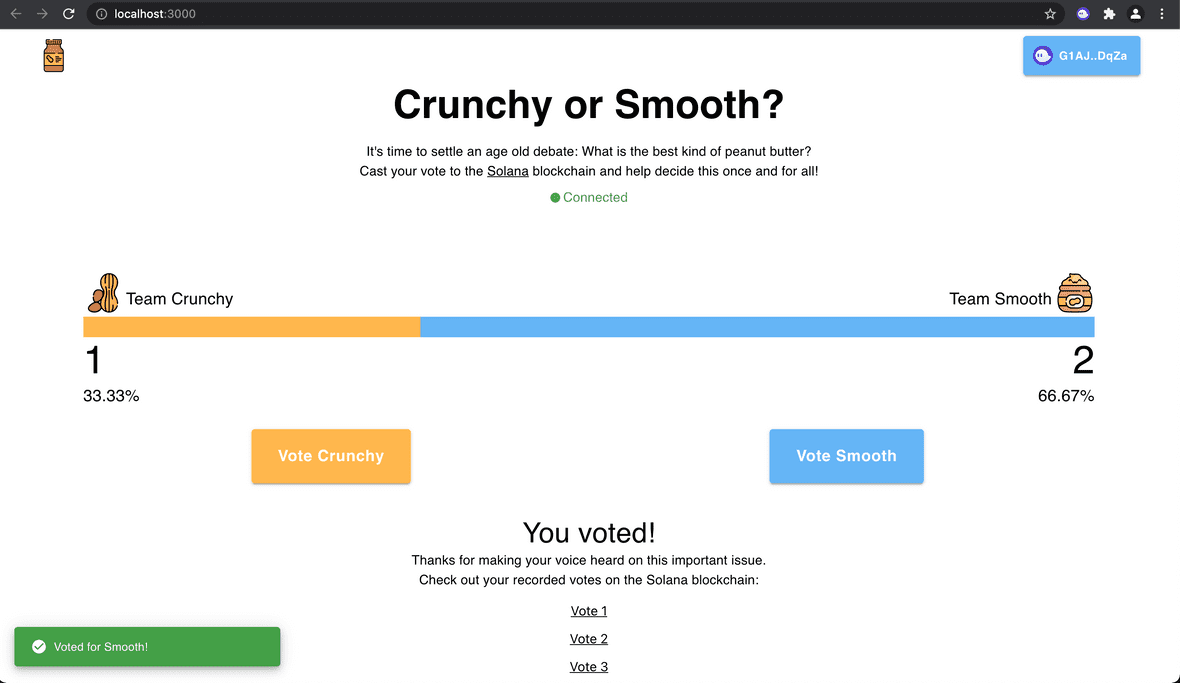 localhost:3000
G1AJ..DqZa
Crunchy or Smooth?
It's time to settle an age old debate: What is the best kind of peanut butter?
Cast your vote to the Solana blockchain and help decide this once and for all!
Connected
Team Crunchy
Team Smooth
1
2
33.33%
66.67%
Vote Crunchy
Vote Smooth
You voted!
Thanks for making your voice heard on this important issue.
Check out your recorded votes on the Solana blockchain:
Vote 1
Vote 2
Vote 3
Voted for Smooth!